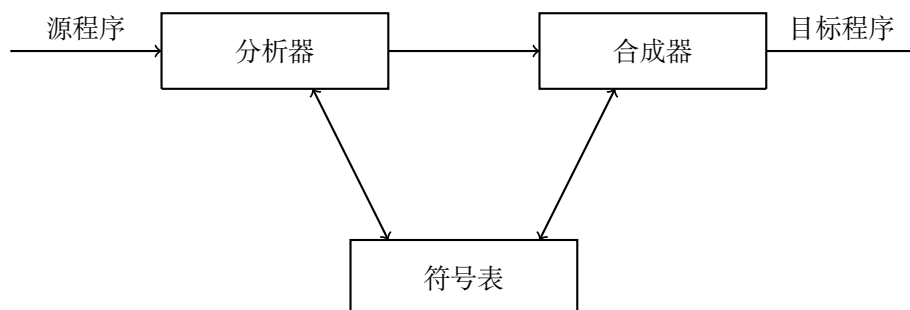 源程序
分析器
合成器
目标程序
符号表